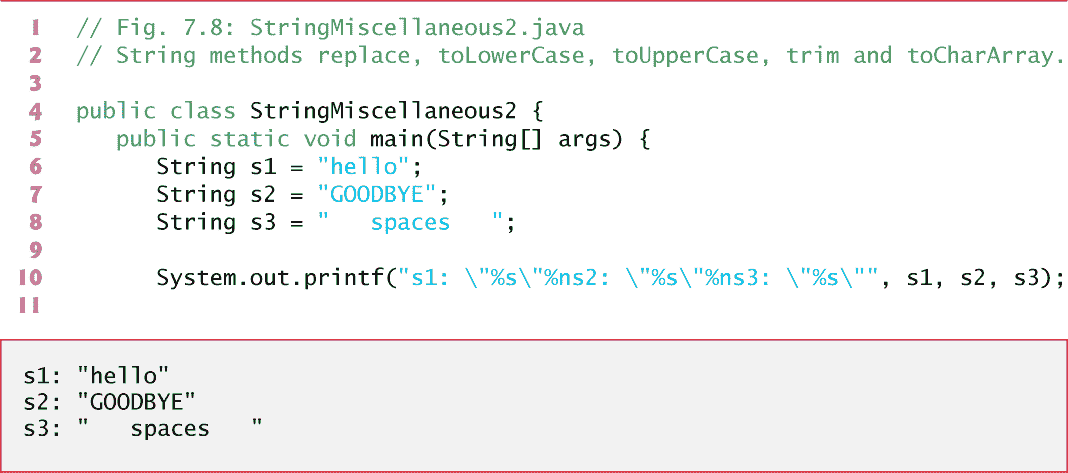 1 // Fig. 7.8: StringMiscellaneous2.java
2 // String methods replace, toLowerCase, toUpperCase, trim and toCharArray.
3
4 public class StringMiscellaneous2 {
5    public static void main(String[] args) {
6       String s1 = "hello";
7       String s2 = "GOODBYE";
8       String s3 = "   spaces   ";
9
10       System.out.printf("s1: \"%s\"%ns2: \"%s\"%ns3: \"%s\"", s1, s2, s3);
11
s1: "hello"
s2: "GOODBYE"
s3: "   spaces   "